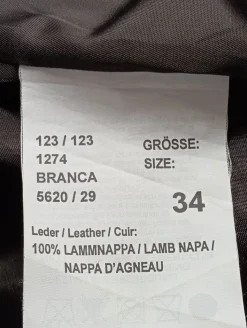 123 / 123
1274
BRANCA
5620 / 29
GRÖSSE:
SIZE:
34
Leder / Leather / Cuir:
100% LAMMNAPPA / LAMB NAPA /
NAPPA D'AGNEAU